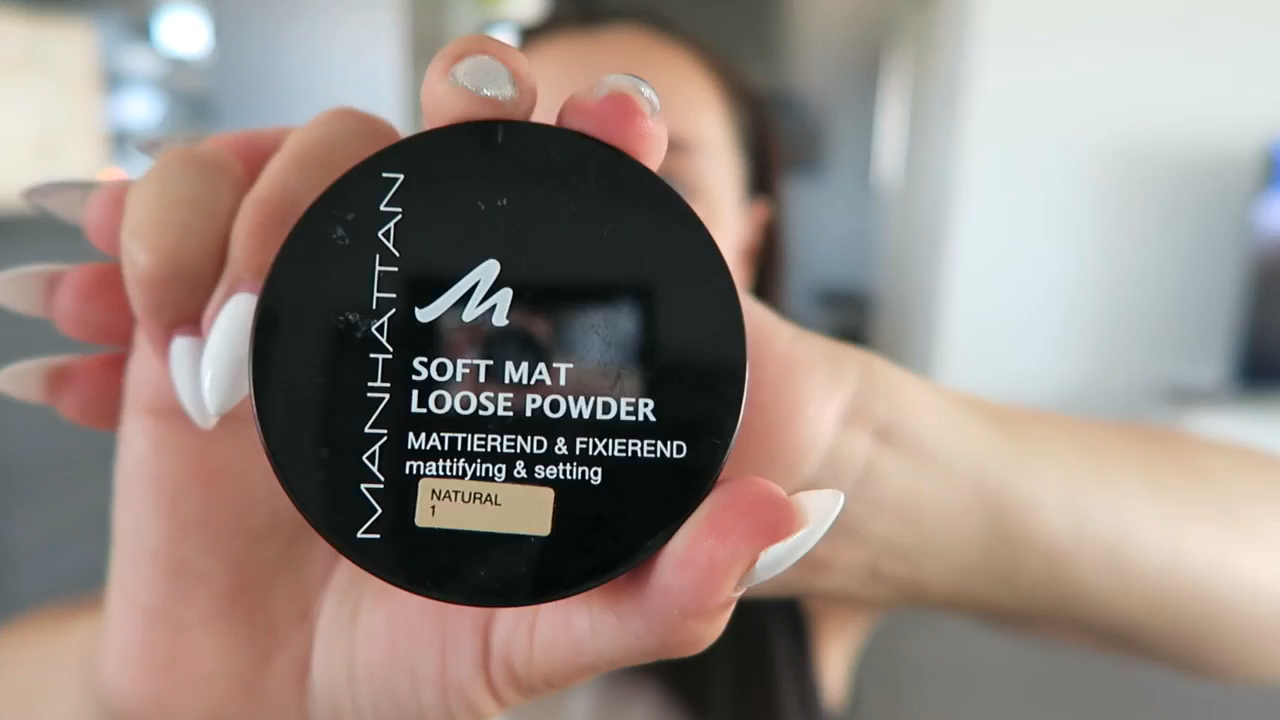 MANHATTAN
M
SOFT MAT
LOOSE POWDER
MATTIEREND & FIXIEREND
mattifying & setting
NATURAL
1